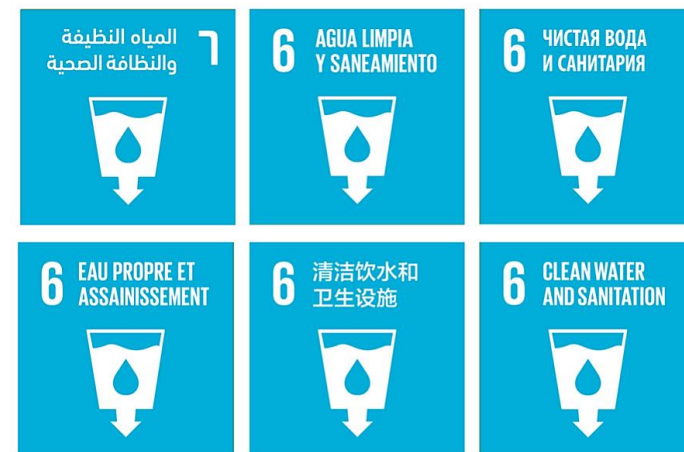 ٦ المياه النظيفة
والنظافة الصحية
6 AGUA LIMPIA
Y SANEAMIENTO
6 ЧИСТАЯ ВОДА
И САНИТАРИЯ
6 EAU PROPRE ET
ASSAINISSEMENT
6 清洁饮水和
卫生设施
6 CLEAN WATER
AND SANITATION